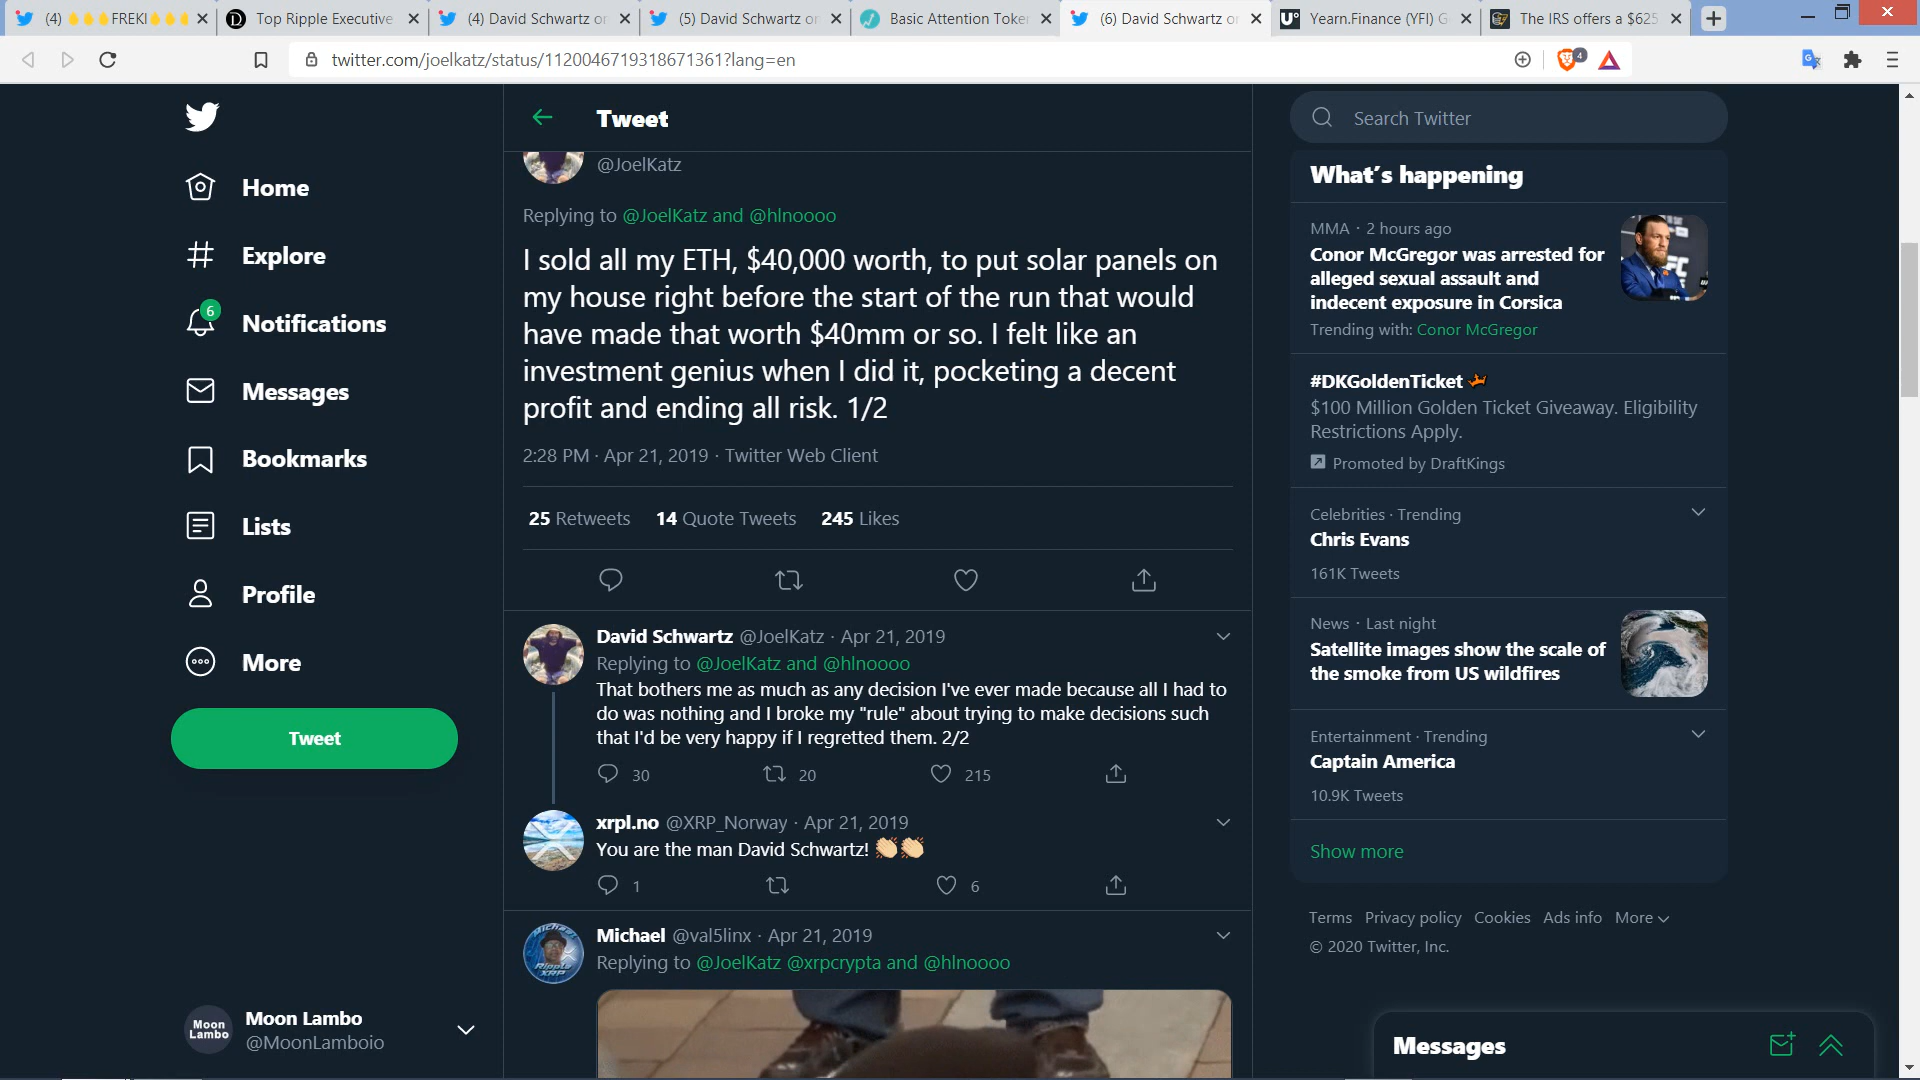 (4) 👏👏👏FREKI👏👏👏
Top Ripple Executive
(4) David Schwartz or
(5) David Schwartz or
Basic Attention Toke
(6) David Schwartz or
Yearn.Finance (YFI) G
The IRS offers a $625
twitter.com/joelkatz/status/1120046719318671361?lang=en
4
Home
Explore
6
Notifications
Messages
Bookmarks
Lists
Profile
More
Tweet
Moon Lambo
Moon Lambo
@MoonLamboio
Tweet
@JoelKatz
Replying to @JoelKatz and @hlnoooo
I sold all my ETH, $40,000 worth, to put solar panels on
my house right before the start of the run that would
have made that worth $40mm or so. I felt like an
investment genius when I did it, pocketing a decent
profit and ending all risk. 1/2
2:28 PM · Apr 21, 2019 · Twitter Web Client
25 Retweets 14 Quote Tweets 245 Likes
David Schwartz @JoelKatz · Apr 21, 2019
Replying to @JoelKatz and @hlnoooo
That bothers me as much as any decision I've ever made because all I had to
do was nothing and I broke my "rule" about trying to make decisions such
that I'd be very happy if I regretted them. 2/2
30 20 215
xrpl.no @XRP_Norway · Apr 21, 2019
You are the man David Schwartz! 👏👏
1 6
Michael @val5linx · Apr 21, 2019
Replying to @JoelKatz @xrpcrypta and @hlnoooo
Search Twitter
What's happening
MMA · 2 hours ago
Conor McGregor was arrested for
alleged sexual assault and
indecent exposure in Corsica
Trending with: Conor McGregor
#DKGoldenTicket
$100 Million Golden Ticket Giveaway. Eligibility
Restrictions Apply.
Promoted by DraftKings
Celebrities · Trending
Chris Evans
161K Tweets
News · Last night
Satellite images show the scale of
the smoke from US wildfires
Entertainment · Trending
Captain America
10.9K Tweets
Show more
Terms Privacy policy Cookies Ads info More
© 2020 Twitter, Inc.
Messages